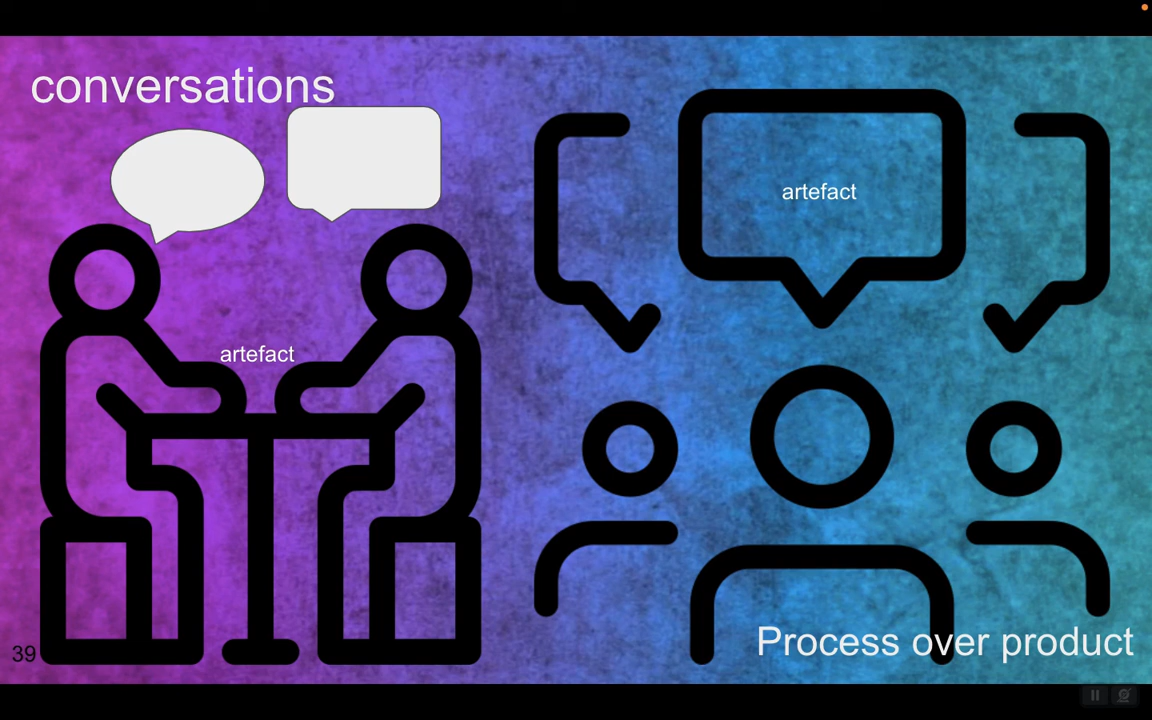 conversations
artefact
artefact
39
Process over product